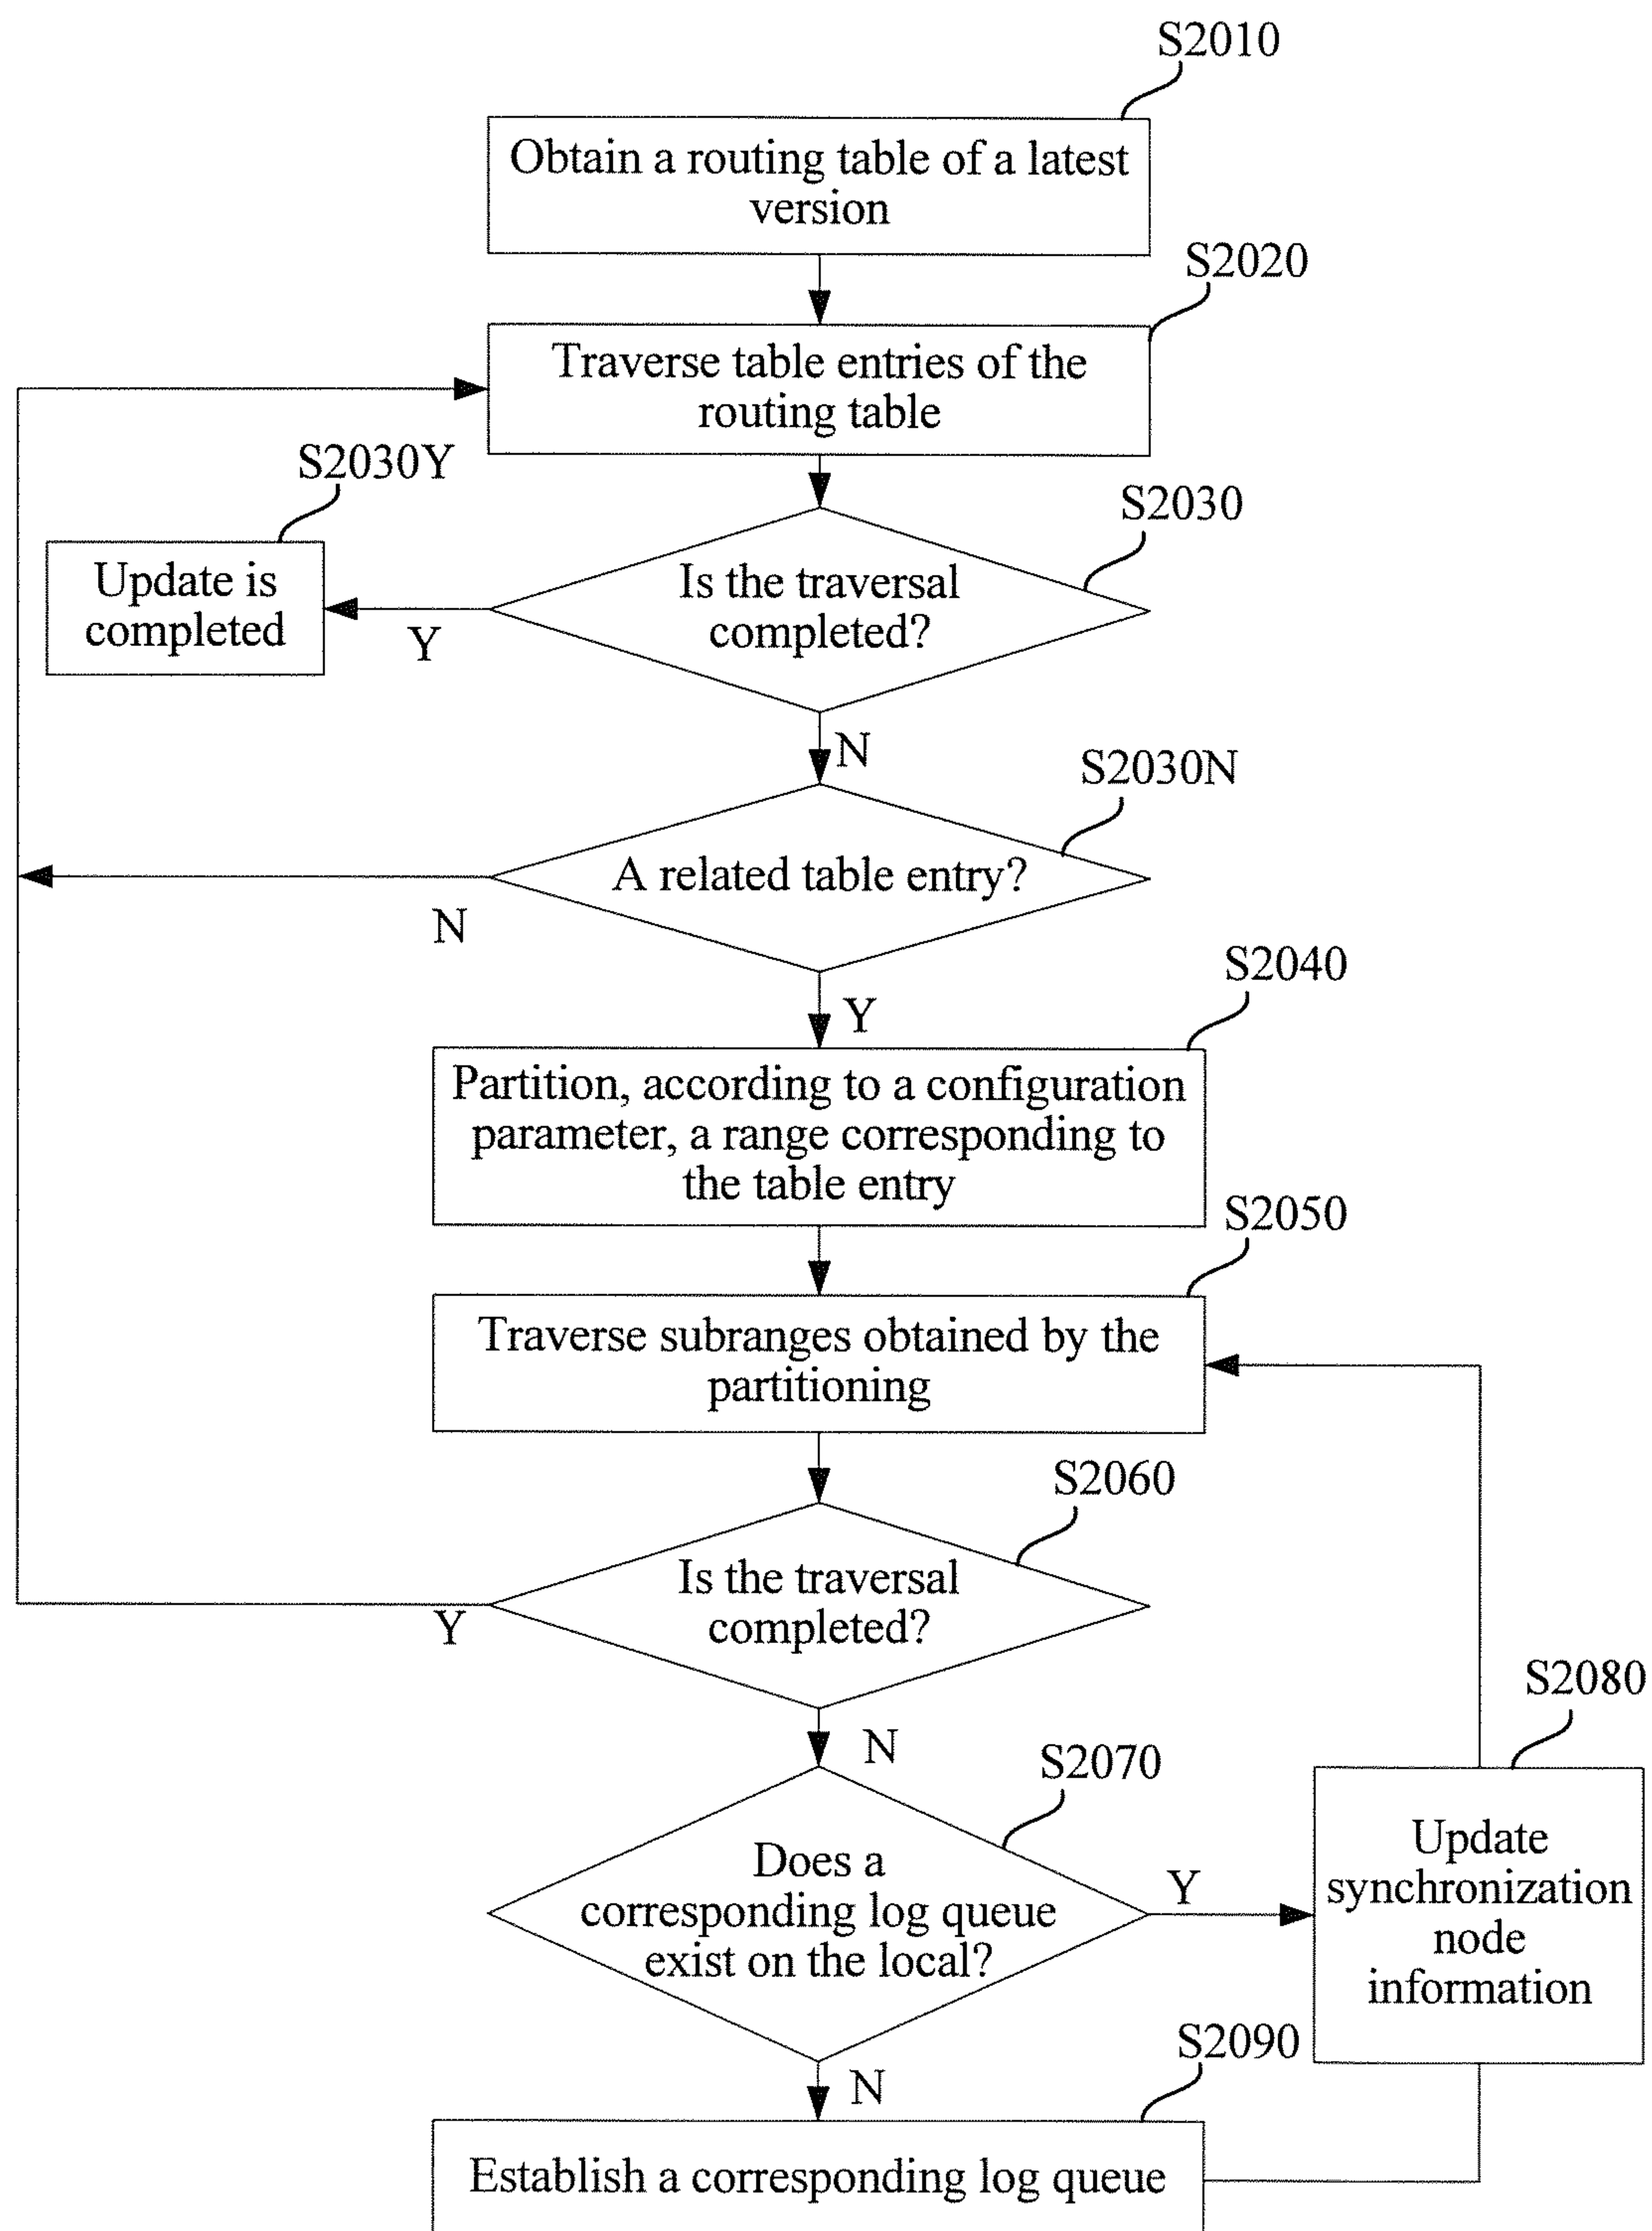 S2010
Obtain a routing table of a latest
version
S2020
Traverse table entries of the
routing table
S2030Y
S2030
Update is
completed
Y
Is the traversal
completed?
N
S2030N
A related table entry?
N
Y
S2040
Partition, according to a configuration
parameter, a range corresponding to
the table entry
S2050
Traverse subranges obtained by the
partitioning
S2060
Is the traversal
completed?
Y
N
S2070
S2080
Does a
corresponding log queue
exist on the local?
Y
Update
synchronization
node
information
N
S2090
Establish a corresponding log queue